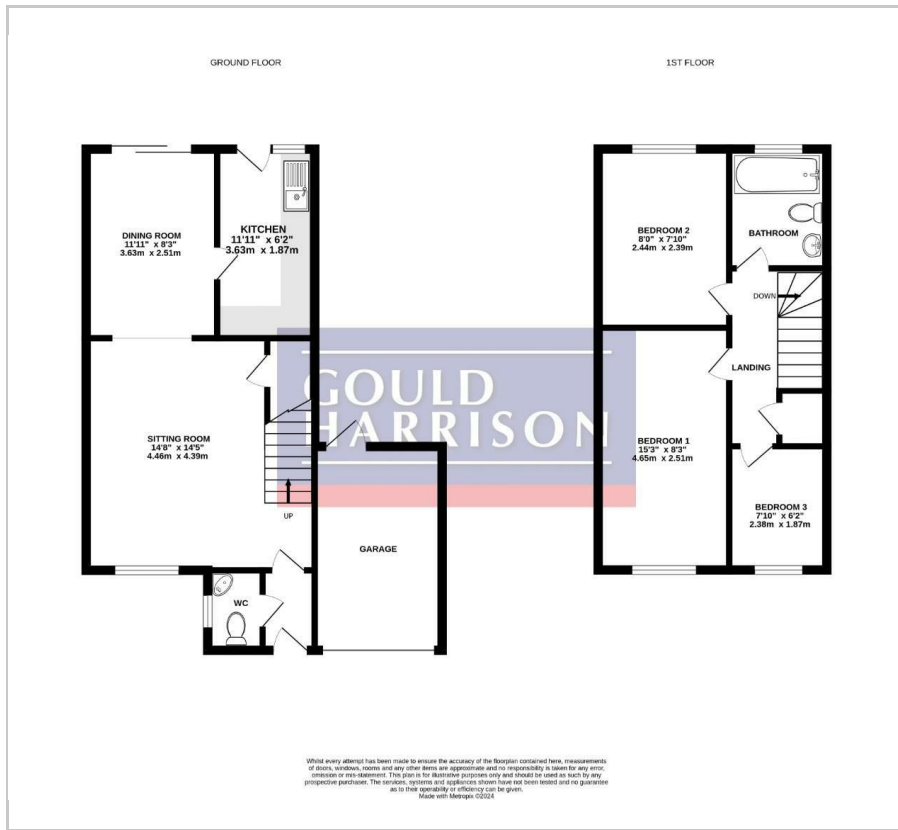 GROUND FLOOR
1ST FLOOR
DINING ROOM
11'11" x 8'3"
3.63m x 2.51m
KITCHEN
11'11" x 6'2"
3.63m x 1.87m
BEDROOM 2
8'0" x 7'10"
2.44m x 2.39m
BATHROOM
DOWN
LANDING
GOULD
HARRISON
SITTING ROOM
14'8" x 14'5"
4.46m x 4.39m
UP
BEDROOM 1
15'3" x 8'3"
4.65m x 2.51m
BEDROOM 3
7'10" x 6'2"
2.38m x 1.87m
GARAGE
WC
Whilst every attempt has been made to ensure the accuracy of the floorplan contained here, measurements
of doors, windows, rooms and any other items are approximate and no responsibility is taken for any error,
omission or mis-statement. This plan is for illustrative purposes only and should be used as such by any
prospective purchaser. The services, systems and appliances shown have not been tested and no guarantee
as to their operability or efficiency can be given.
Made with Metropix ©2024